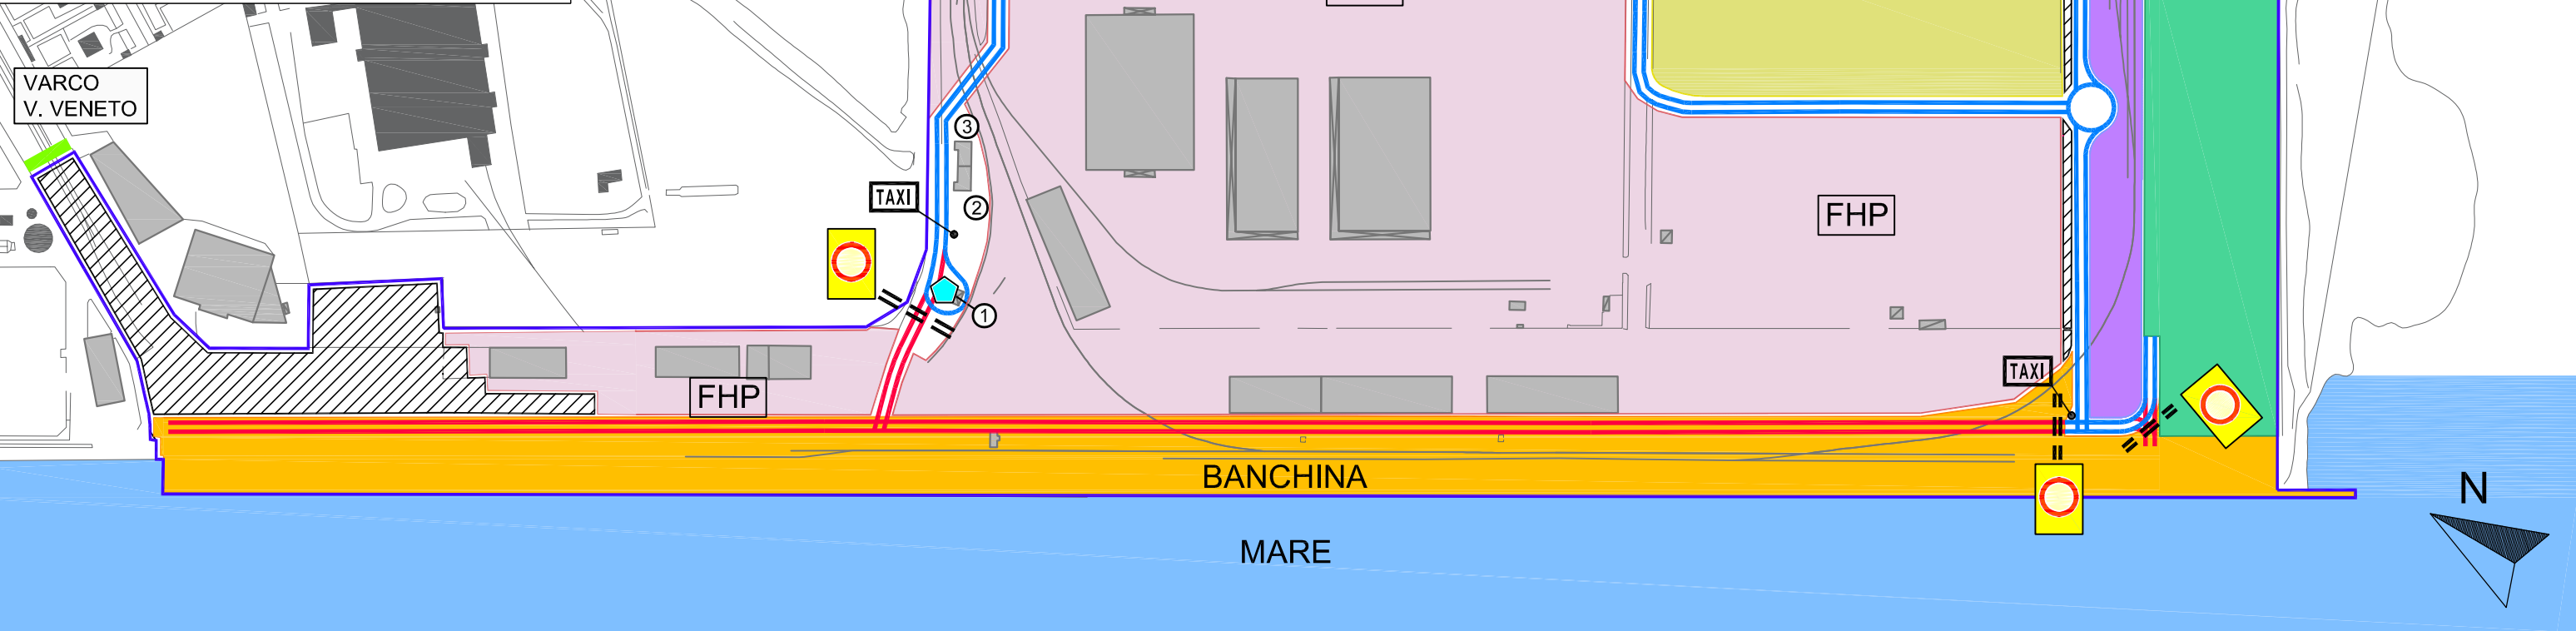 VARCO
V. VENETO
3
TAXI
2
FHP
1
TAXI
FHP
BANCHINA
N
MARE